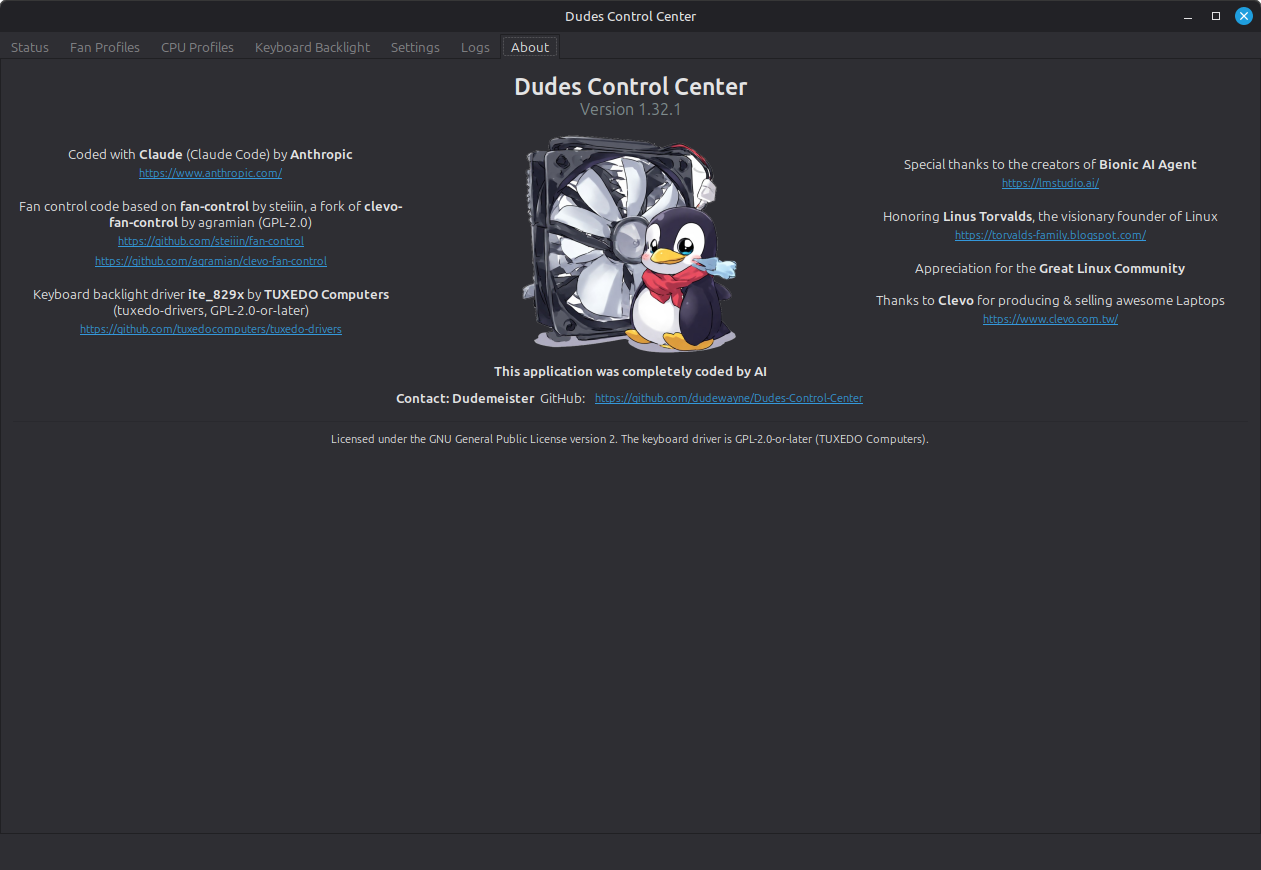 Dudes Control Center
Status
Fan Profiles
CPU Profiles
Keyboard Backlight
Settings
Logs
About
Dudes Control Center
Version 1.32.1
Coded with Claude (Claude Code) by Anthropic
https://www.anthropic.com/
Fan control code based on fan-control by steiiin, a fork of clevo-
fan-control by agramian (GPL-2.0)
https://github.com/steiiin/fan-control
https://github.com/agramian/clevo-fan-control
Keyboard backlight driver ite_829x by TUXEDO Computers
(tuxedo-drivers, GPL-2.0-or-later)
https://github.com/tuxedocomputers/tuxedo-drivers
Special thanks to the creators of Bionic AI Agent
https://lmstudio.ai/
Honoring Linus Torvalds, the visionary founder of Linux
https://torvalds-family.blogspot.com/
Appreciation for the Great Linux Community
Thanks to Clevo for producing & selling awesome Laptops
https://www.clevo.com.tw/
This application was completely coded by AI
Contact: Dudemeister GitHub: https://github.com/dudewayne/Dudes-Control-Center
Licensed under the GNU General Public License version 2. The keyboard driver is GPL-2.0-or-later (TUXEDO Computers).